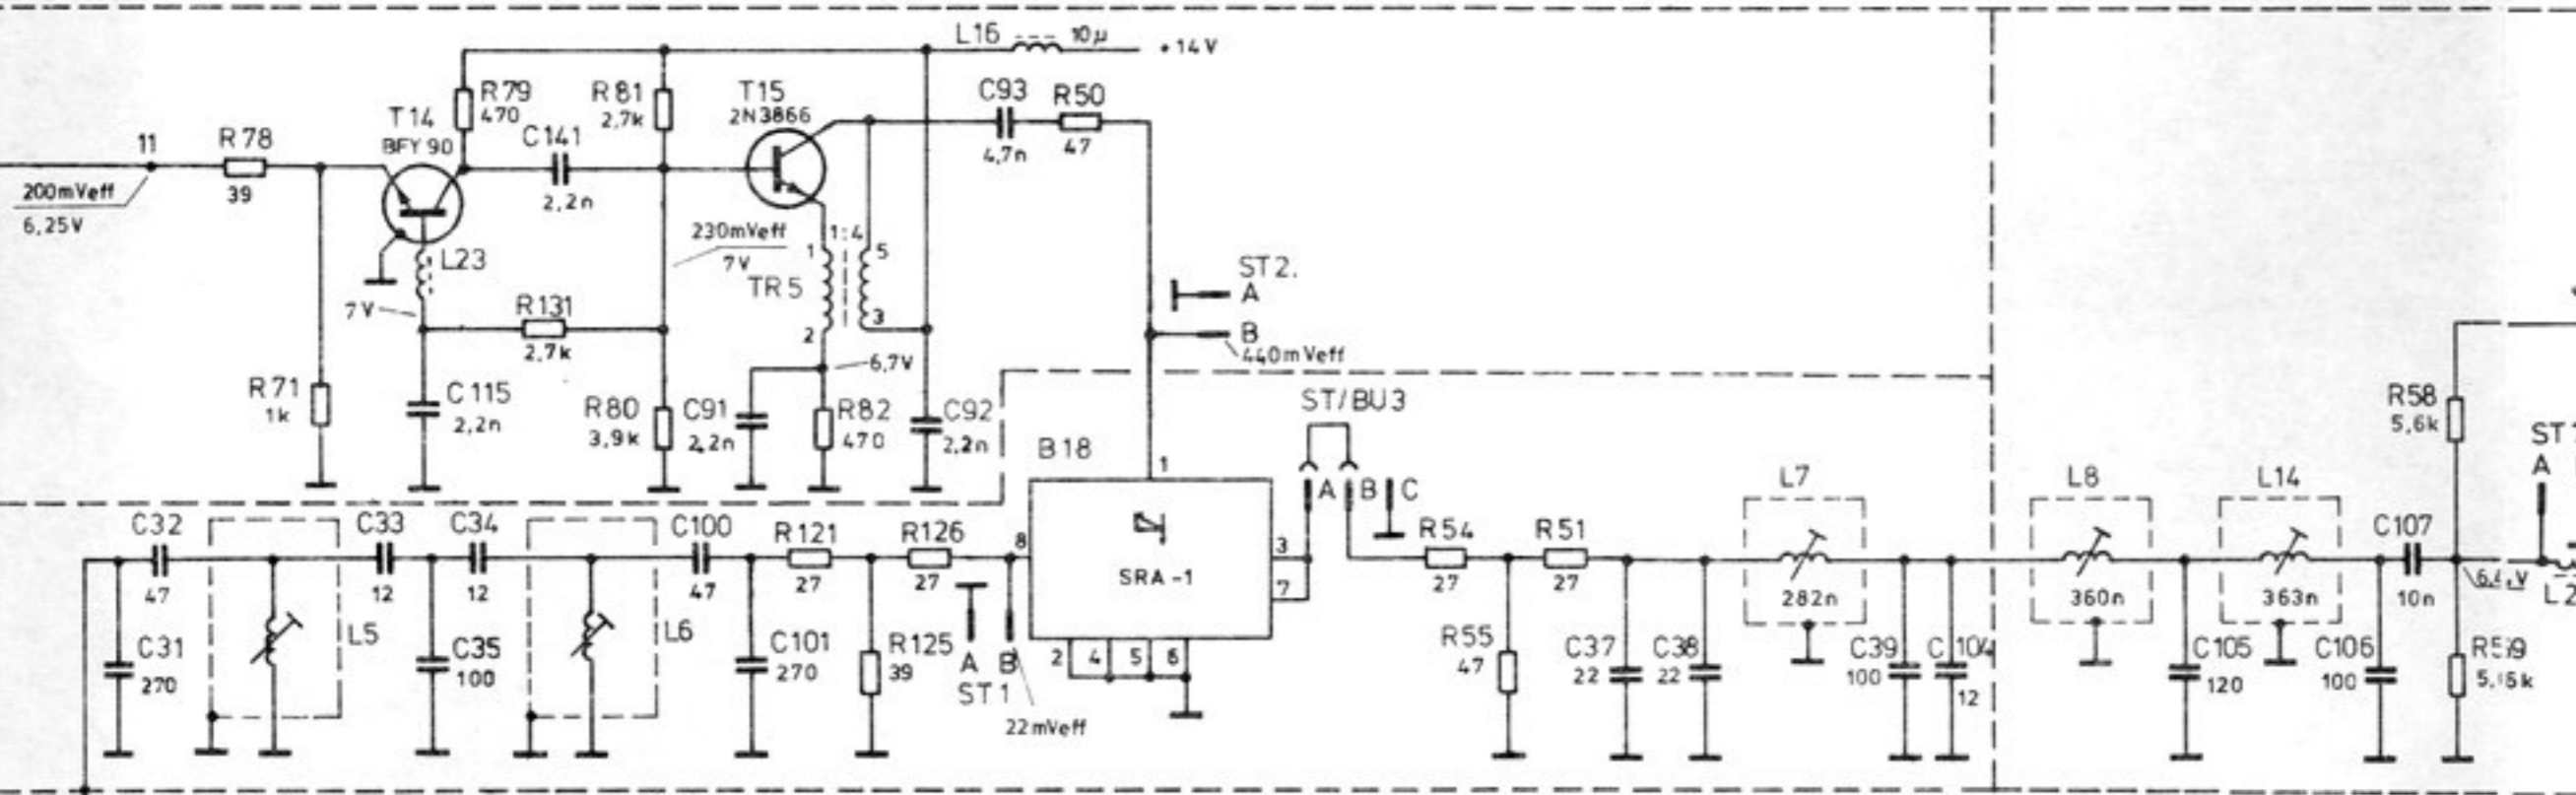 L16 10µ +14V
R79
470
R81
2,7k
T15
2N3866
C93
4,7n
R50
47
T14
BFY 90
C141
2,2n
11
R78
39
200mVeff
6,25V
230mVeff
7V
1:4
1
5
TR5
2
3
L23
7V
R131
2,7k
6,7V
ST2.
A
B
440mVeff
R71
1k
C115
2,2n
R80
3,9k
C91
2,2n
R82
470
C92
2,2n
B18
ST/BU3
A B C
1
8
3
7
SRA-1
2 4 5 6
C32
47
C33
12
C34
12
C100
47
R121
27
R126
27
C31
270
L5
C35
100
L6
C101
270
R125
39
A B
ST1
22mVeff
R54
27
R51
27
R55
47
C37
22
C38
22
L7
282n
C39
100
C104
12
L8
360n
L14
363n
C105
120
C106
100
C107
10n
R58
5,6k
A